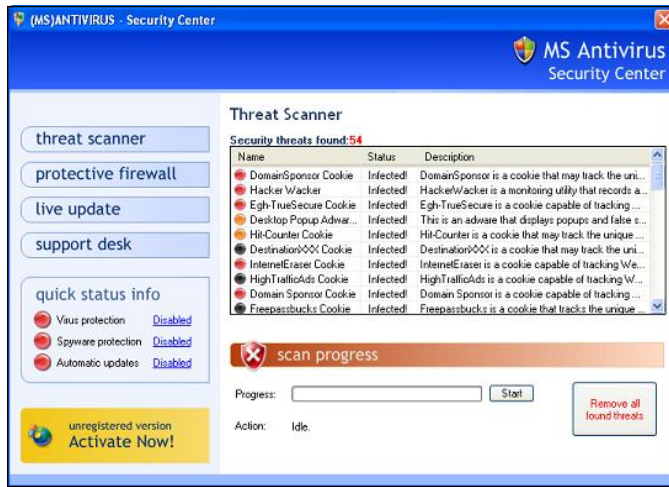 (MS)ANTIVIRUS - Security Center
MS Antivirus
Security Center
threat scanner
protective firewall
live update
support desk
quick status info
Virus protection Disabled
Spyware protection Disabled
Automatic updates Disabled
unregistered version
Activate Now!
Threat Scanner
Security threats found:54
Name Status Description
DomainSponsor Cookie Infected! DomainSponsor is a cookie that may track the uni...
Hacker Wacker Infected! HackerWacker is a monitoring utility that records a...
Egh-TrueSecure Cookie Infected! Egh-TrueSecure is a cookie capable of tracking ...
Desktop Popup Adwar... Infected! This is an adware that displays popups and false s...
Hit-Counter Cookie Infected! Hit-Counter is a cookie that may track the unique ...
DestinationXXX Cookie Infected! DestinationXXX is a cookie that may track the uni...
InternetEraser Cookie Infected! InternetEraser is a cookie capable of tracking We...
HighTrafficAds Cookie Infected! HighTrafficAds is a cookie capable of tracking W...
Domain Sponsor Cookie Infected! Domain Sponsor is a cookie capable of tracking ...
Freepassbucks Cookie Infected! Freepassbucks is a cookie that tracks the unique ...
scan progress
Progress: Start
Action: Idle.
Remove all
found threats